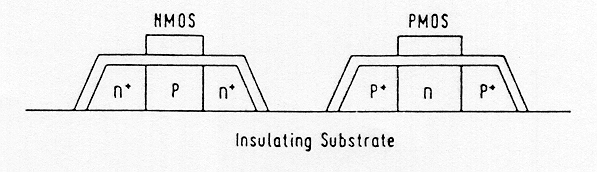 NMOS PMOS
n+ P n+ P+ n P+
Insulating Substrate